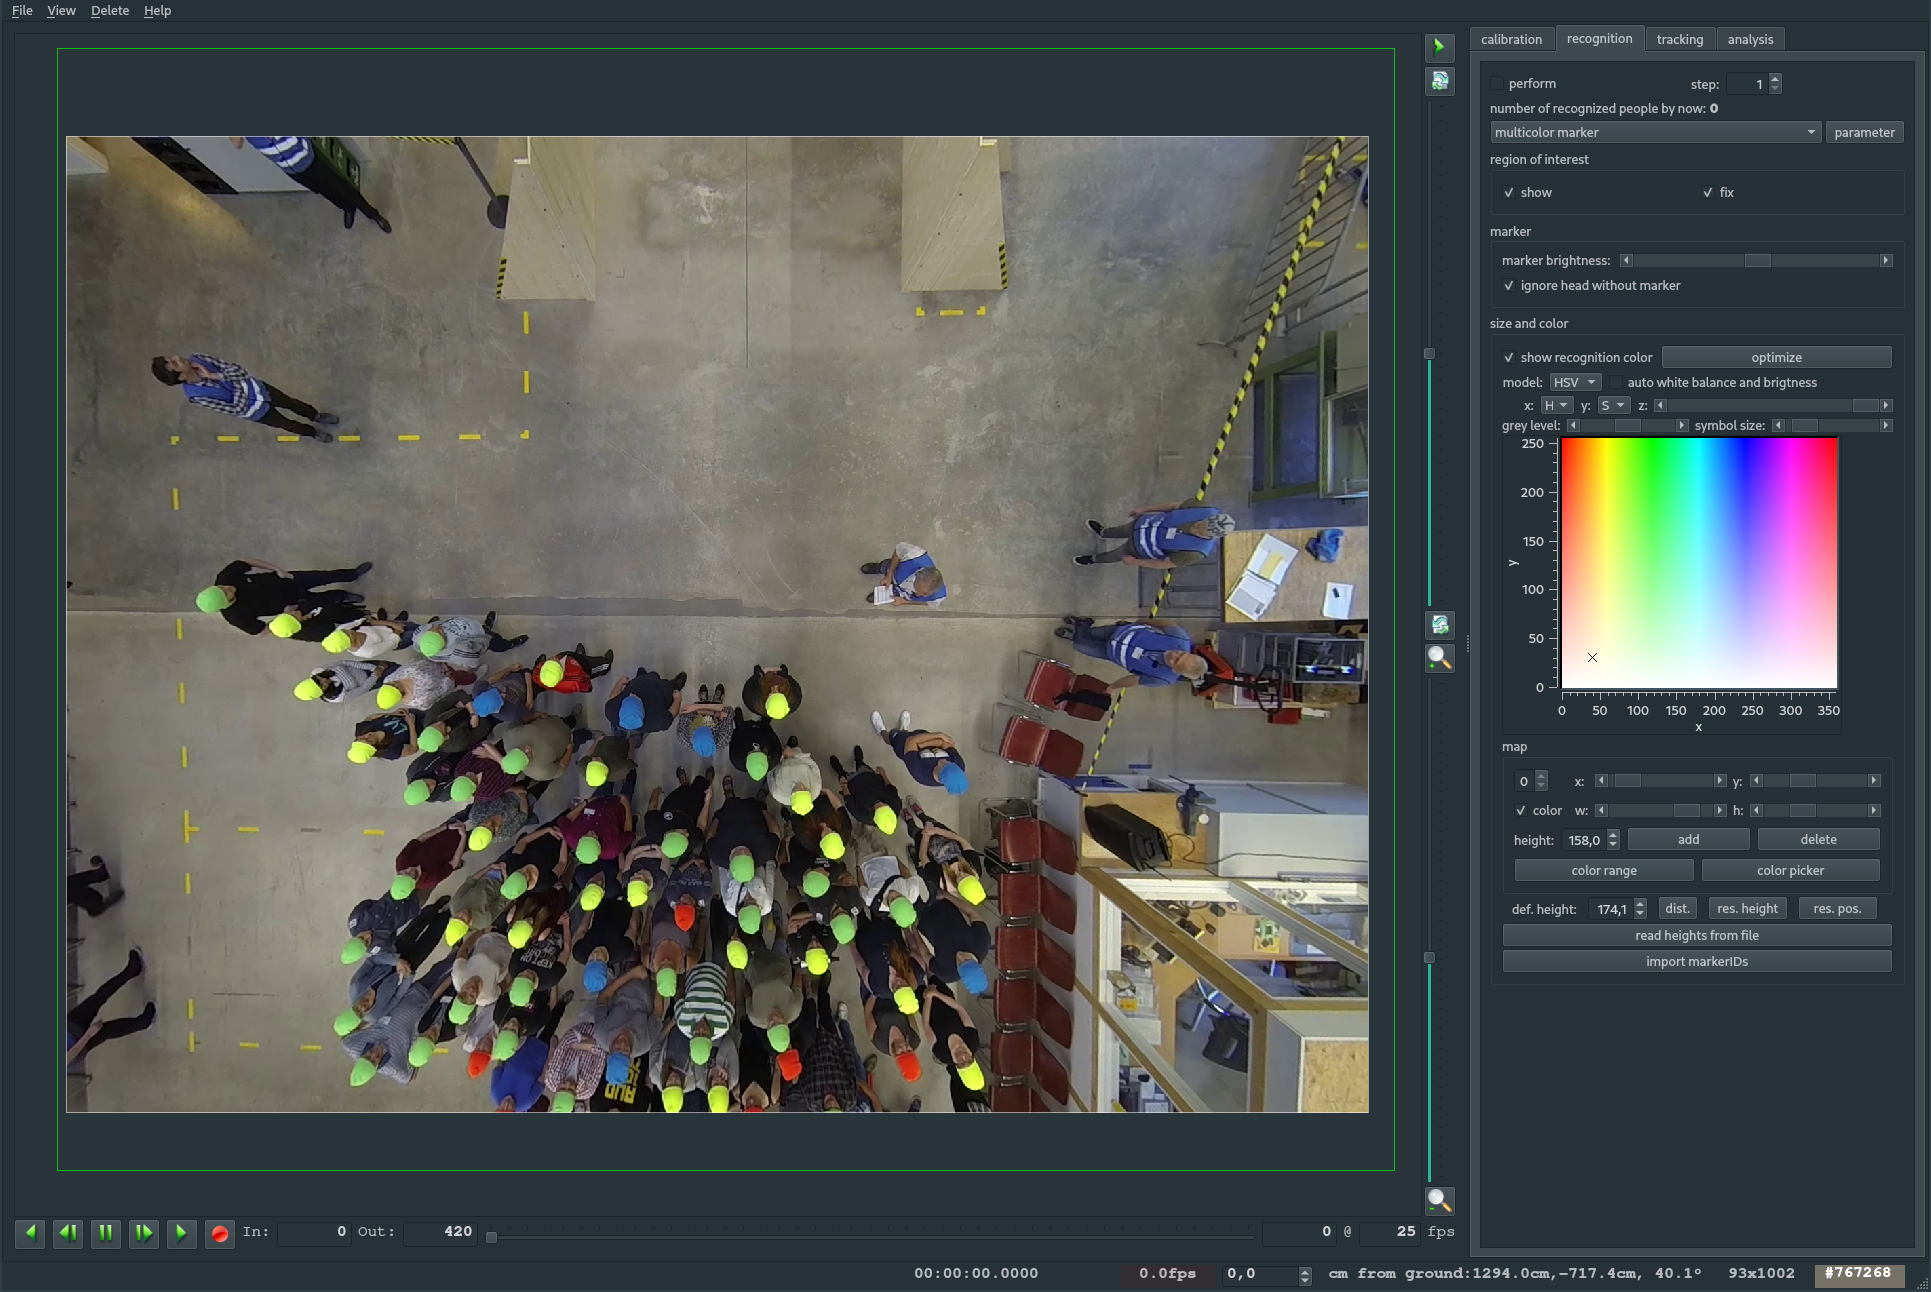 File View Delete Help
calibration recognition tracking analysis
perform step: 1
number of recognized people by now: 0
multicolor marker parameter
region of interest
show fix
marker
marker brightness:
ignore head without marker
size and color
show recognition color optimize
model: HSV auto white balance and brigtness
x: H y: S z:
grey level: symbol size:
250
200
150
y
100
50
0
0 50 100 150 200 250 300 350
x
map
0 x: y:
color w: h:
height: 158,0 add delete
color range color picker
def. height: 174,1 dist. res. height res. pos.
read heights from file
import markerIDs
In: 0 Out: 420 0 @ 25 fps
00:00:00.0000 0.0fps 0,0 cm from ground:1294.0cm,-717.4cm, 40.1° 93x1002 #767268